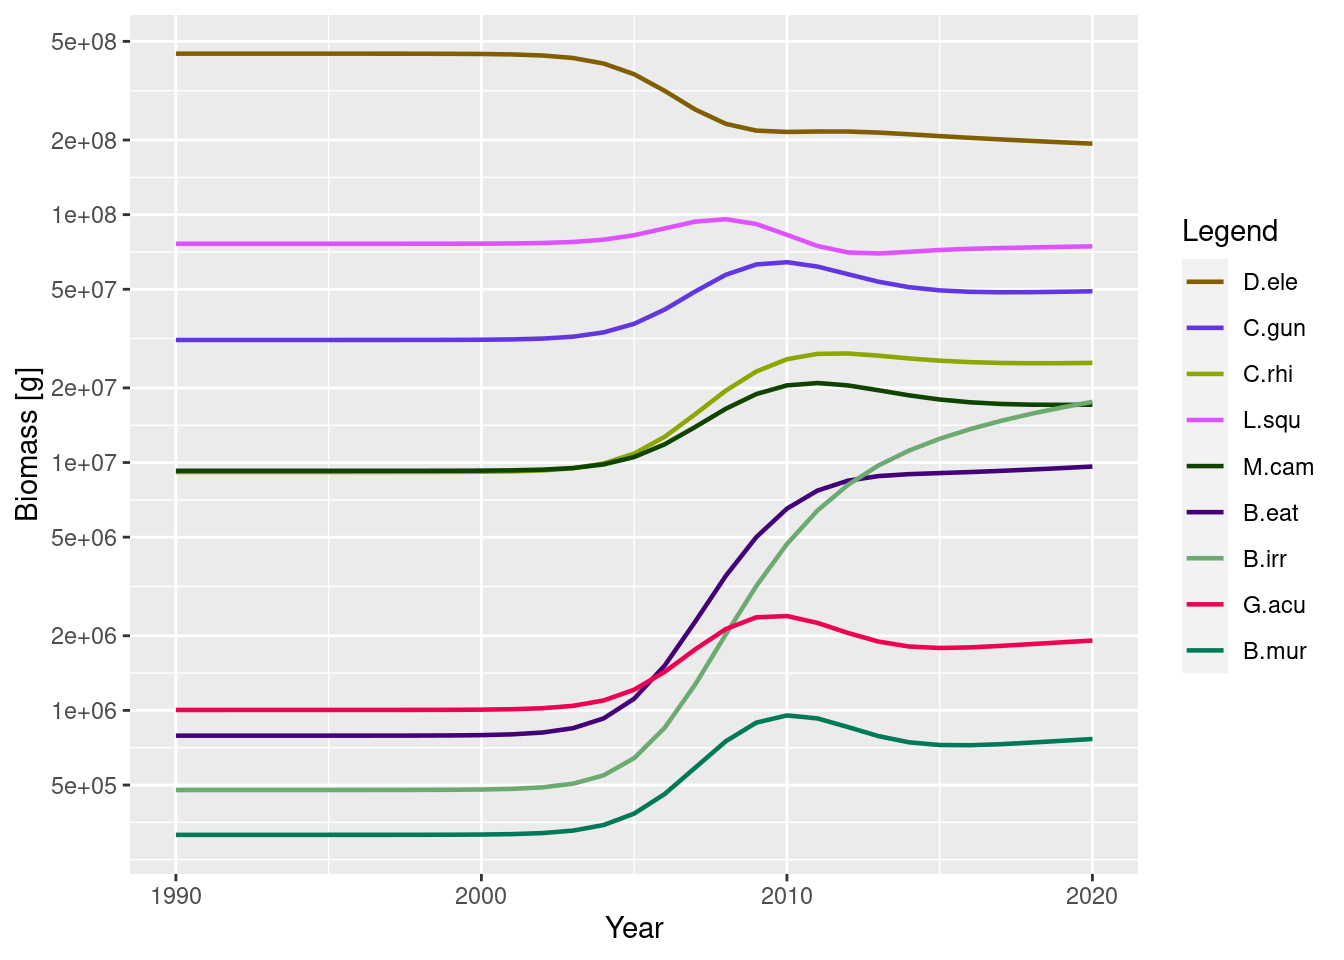 5e+08
2e+08
1e+08
5e+07
2e+07
1e+07
5e+06
2e+06
1e+06
5e+05
Biomass [g]
1990
2000
2010
2020
Year
Legend
D.ele
C.gun
C.rhi
L.squ
M.cam
B.eat
B.irr
G.acu
B.mur